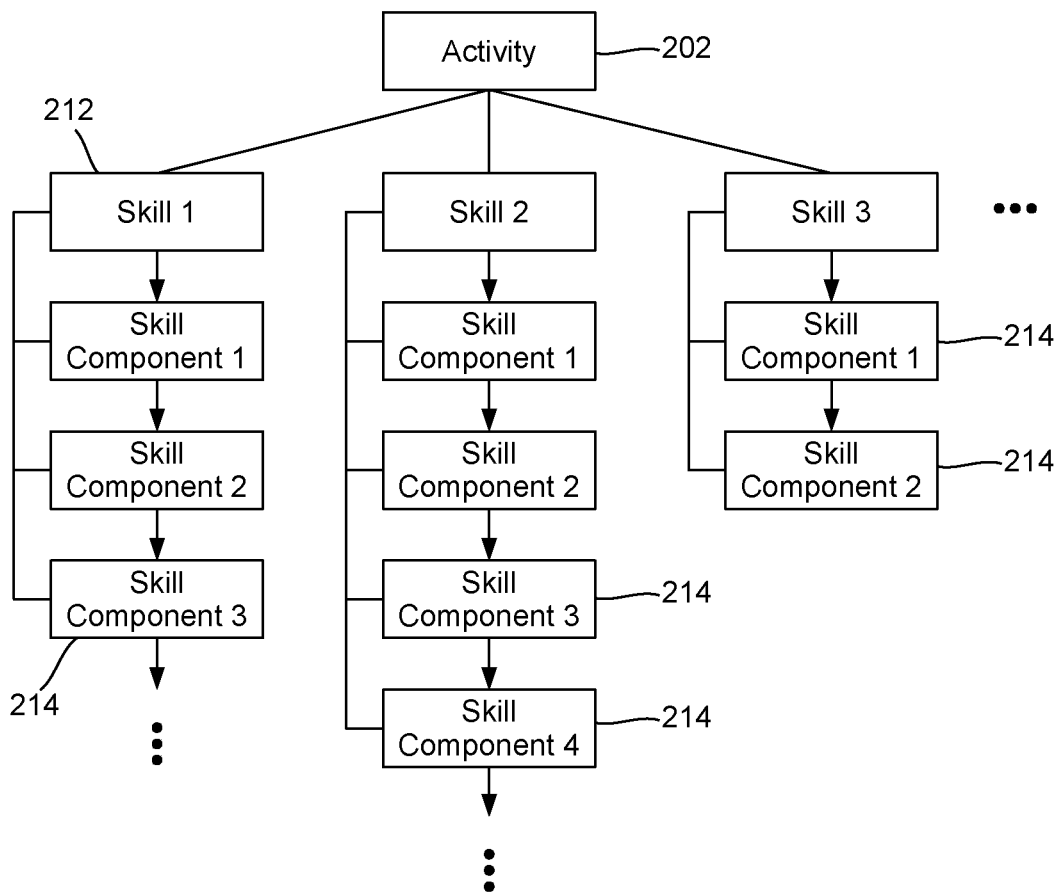 Activity
202
212
Skill 1
Skill 2
Skill 3
Skill
Component 1
Skill
Component 1
Skill
Component 1
214
Skill
Component 2
Skill
Component 2
Skill
Component 2
214
Skill
Component 3
Skill
Component 3
214
214
Skill
Component 4
214